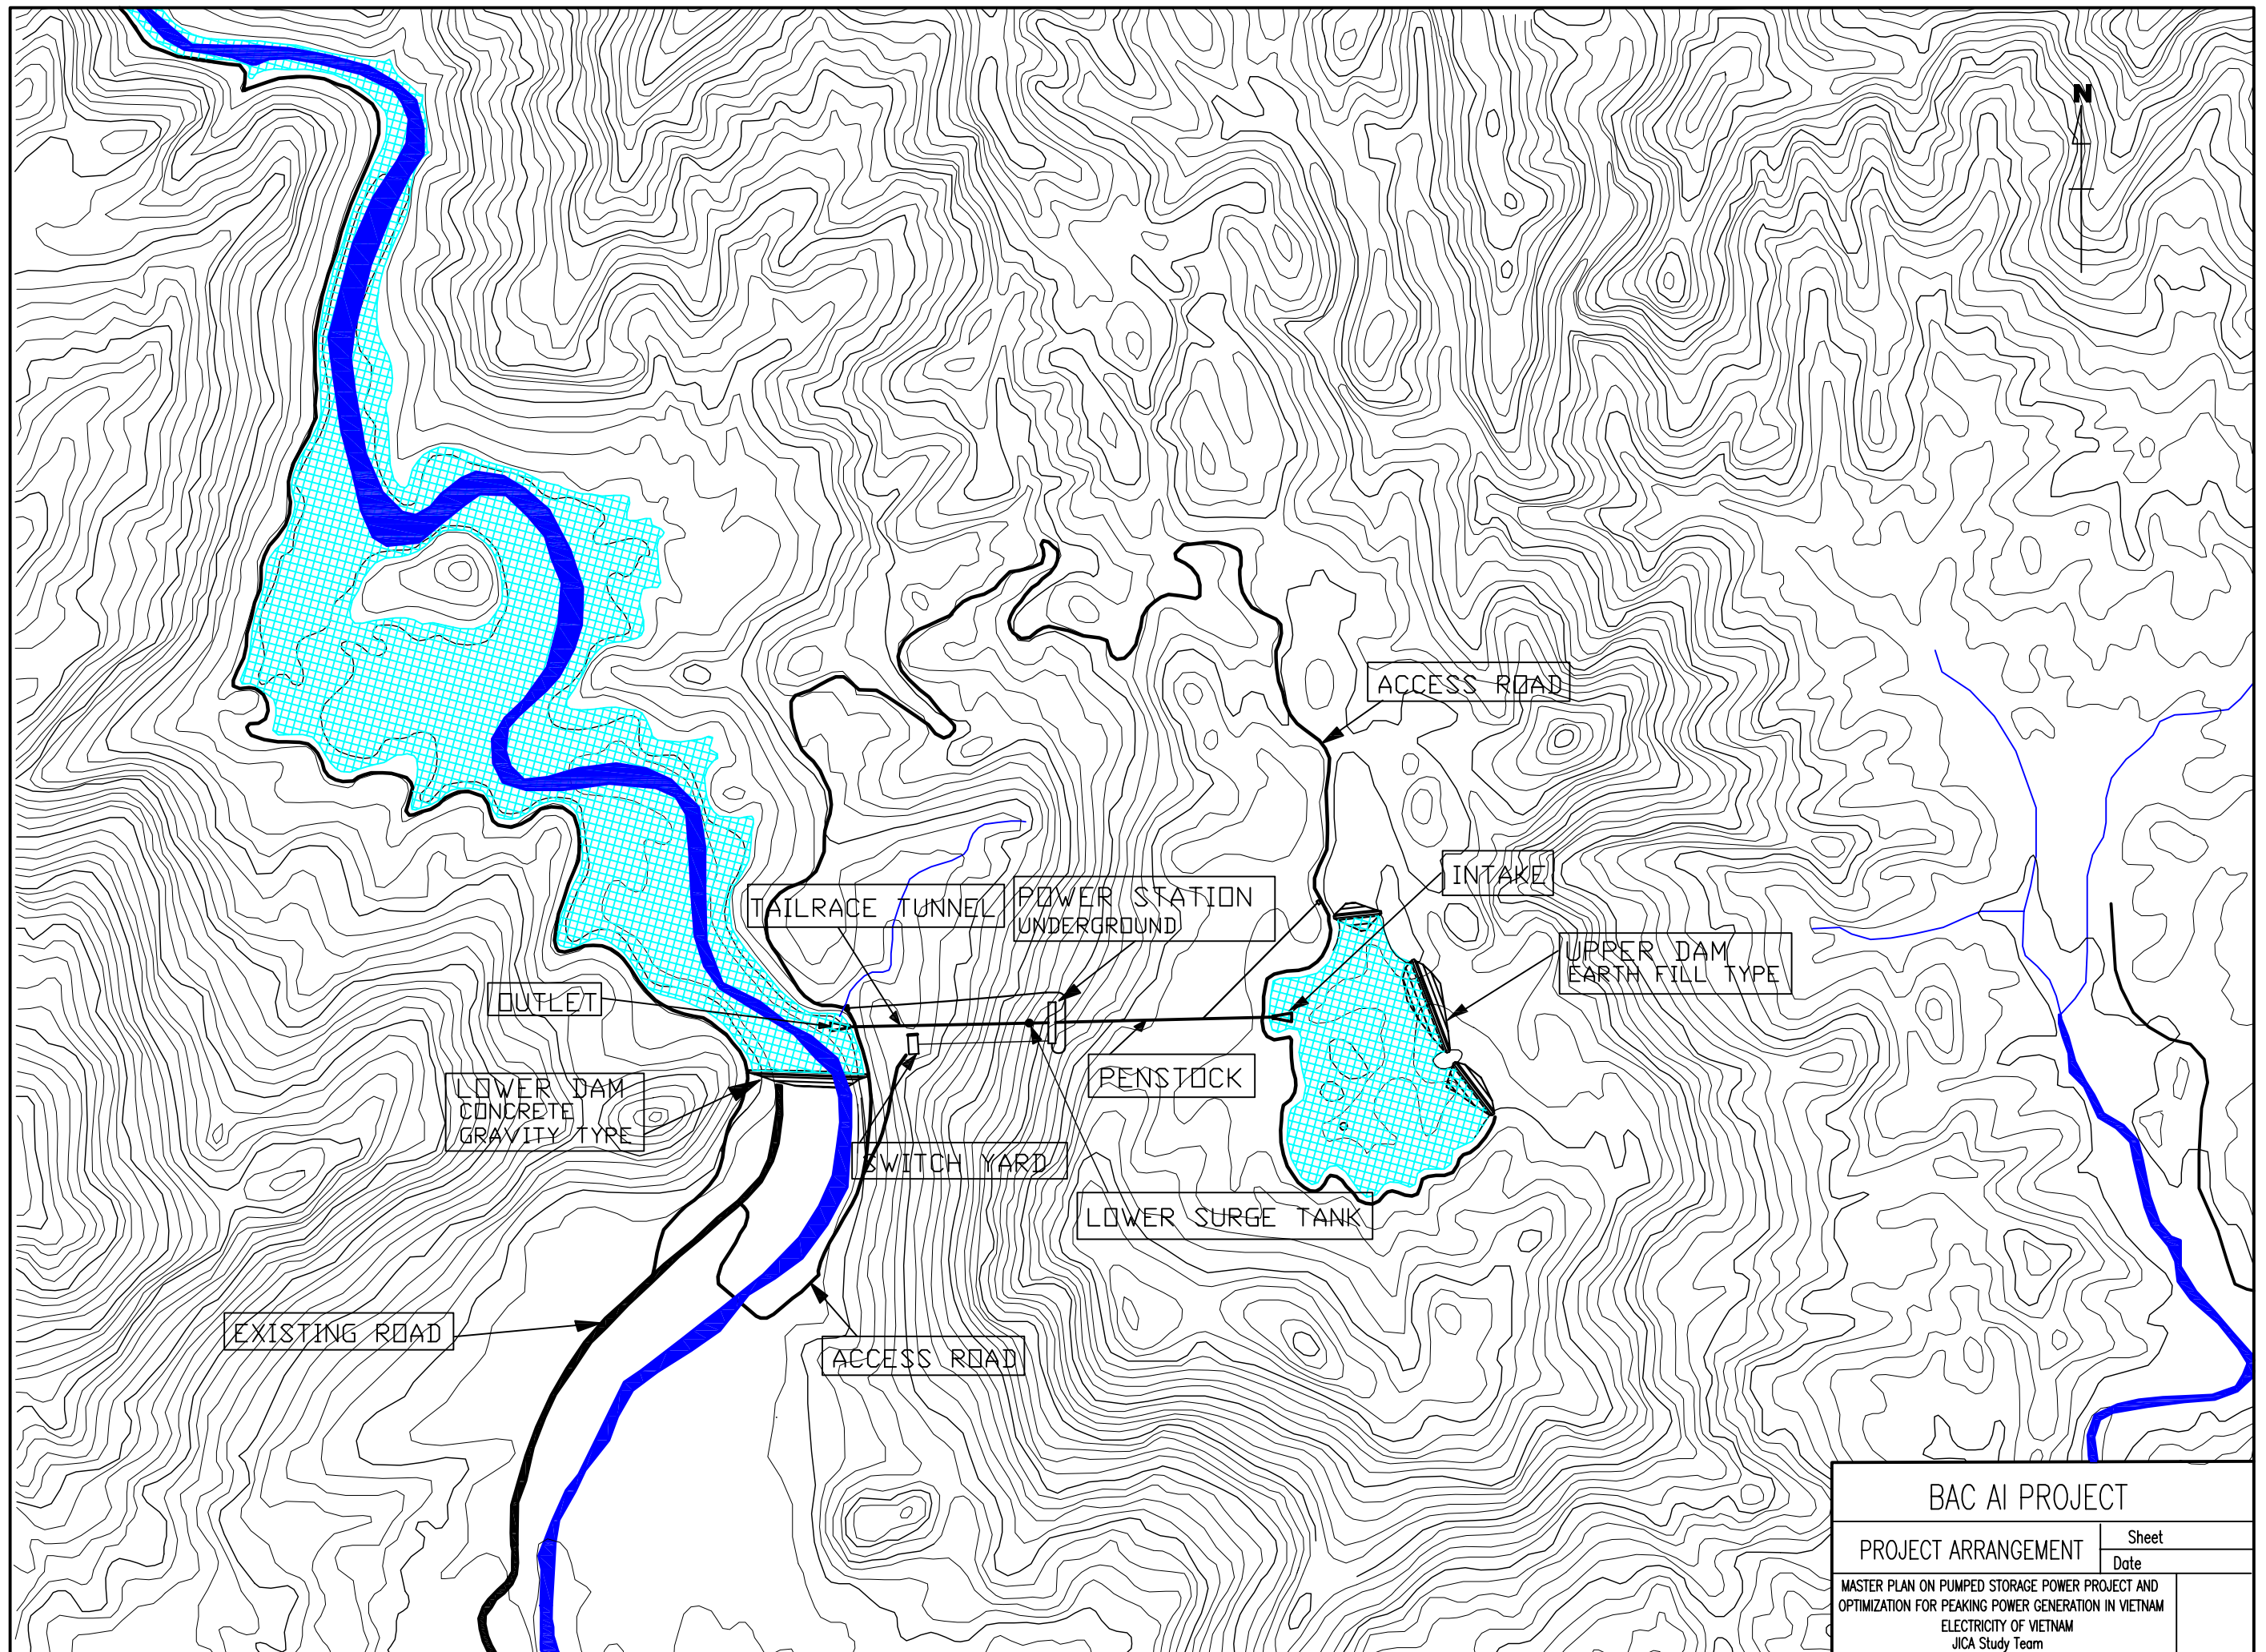 N
ACCESS ROAD
INTAKE
TAILRACE TUNNEL
POWER STATION
UNDERGROUND
UPPER DAM
EARTH FILL TYPE
OUTLET
PENSTOCK
LOWER DAM
CONCRETE
GRAVITY TYPE
SWITCH YARD
LOWER SURGE TANK
EXISTING ROAD
ACCESS ROAD
BAC AI PROJECT
PROJECT ARRANGEMENT
Sheet
Date
MASTER PLAN ON PUMPED STORAGE POWER PROJECT AND
OPTIMIZATION FOR PEAKING POWER GENERATION IN VIETNAM
ELECTRICITY OF VIETNAM
JICA Study Team